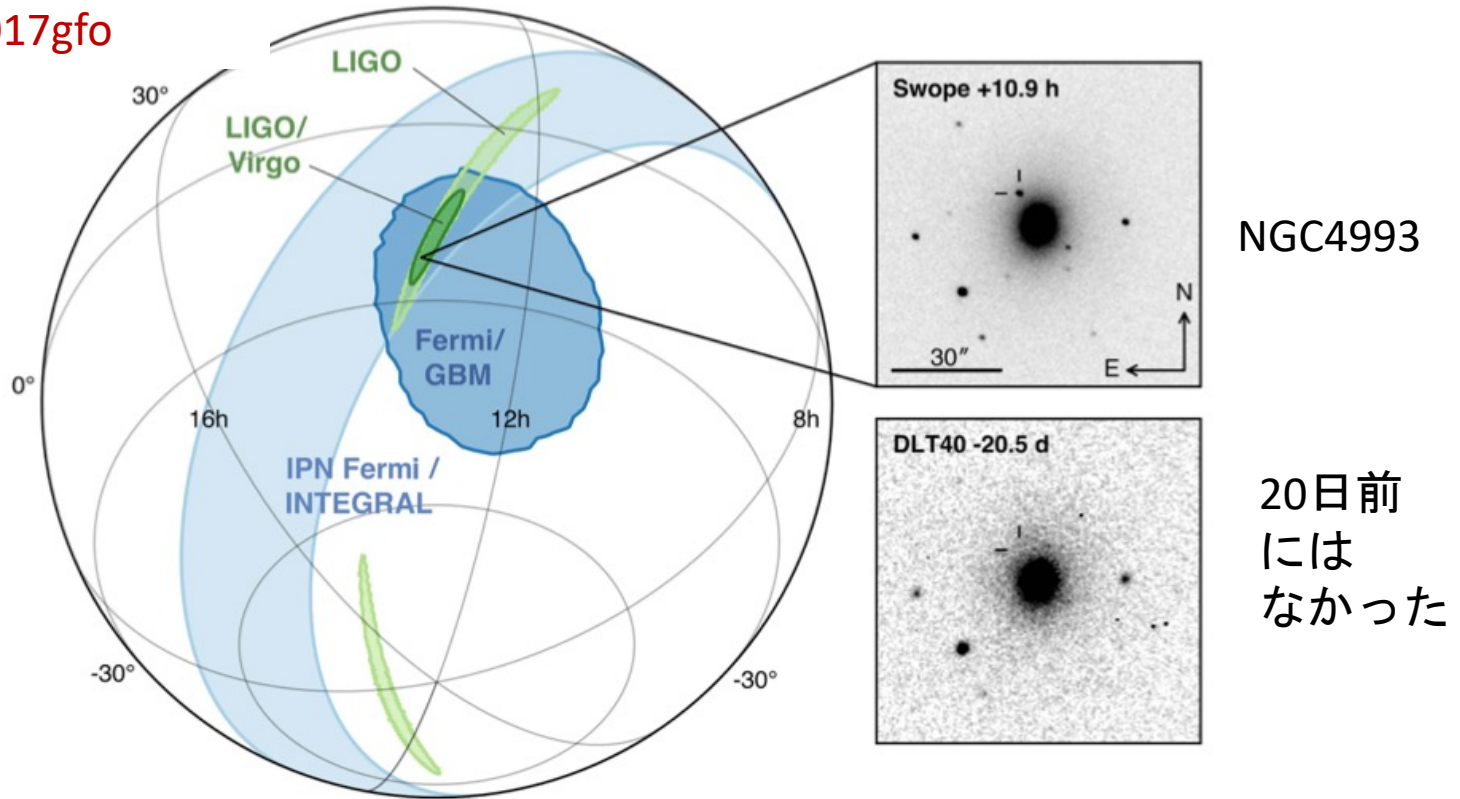 017gfo
LIGO
30°
LIGO/
Virgo
Swope +10.9 h
NGC4993
N
Fermi/
GBM
30″
E
0°
16h
12h
8h
DLT40 -20.5 d
IPN Fermi /
INTEGRAL
20日前
には
なかった
-30°
-30°